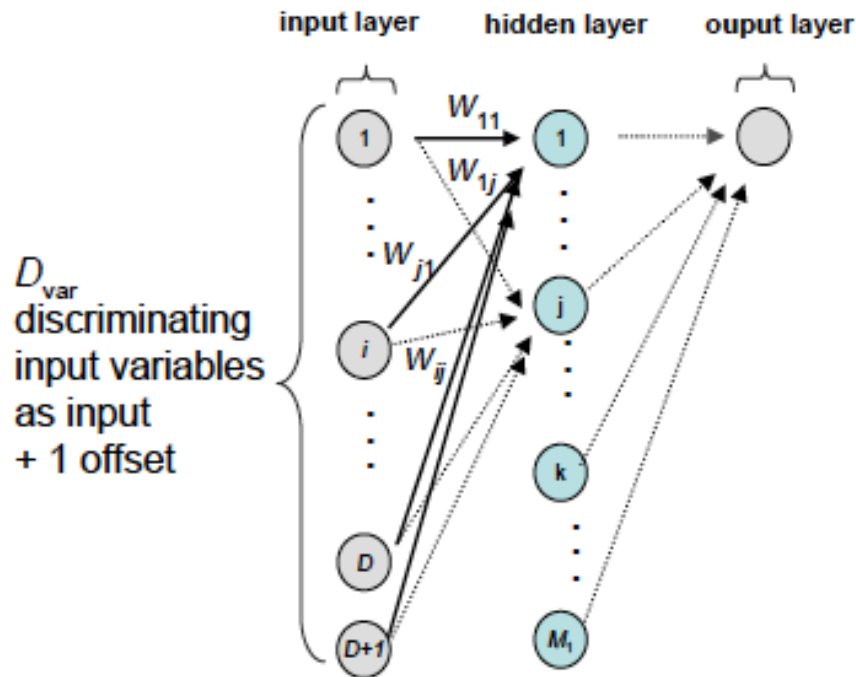 input layer
hidden layer
ouput layer
1
W11
1
W1j
Wj1
Dvar
discriminating
input variables
as input
+ 1 offset
i
Wij
j
k
D
D+1
M1